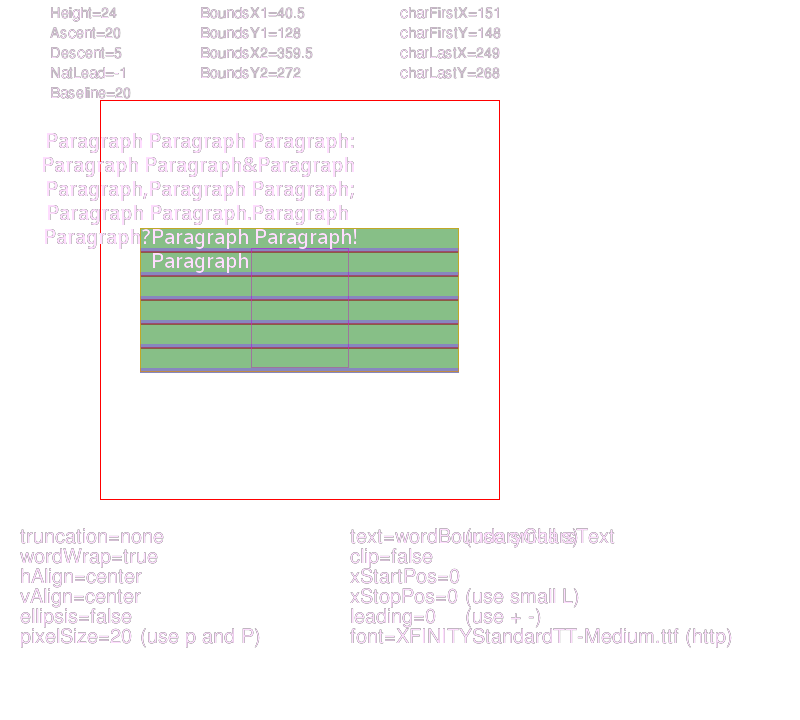 Height=24 BoundsX1=40.5 charFirstX=151
Ascent=20 BoundsY1=128 charFirstY=148
Descent=5 BoundsX2=359.5 charLastX=249
NatLead=-1 BoundsY2=272 charLastY=268
Baseline=20
Paragraph Paragraph Paragraph:
Paragraph Paragraph&Paragraph
Paragraph,Paragraph Paragraph;
Paragraph Paragraph.Paragraph
Paragraph?Paragraph Paragraph!
Paragraph
truncation=none text=wordBoundaryCharsText
wordWrap=true clip=false
hAlign=center xStartPos=0
vAlign=center xStopPos=0 (use small L)
ellipsis=false leading=0 (use + -)
pixelSize=20 (use p and P) font=XFINITYStandardTT-Medium.ttf (http)